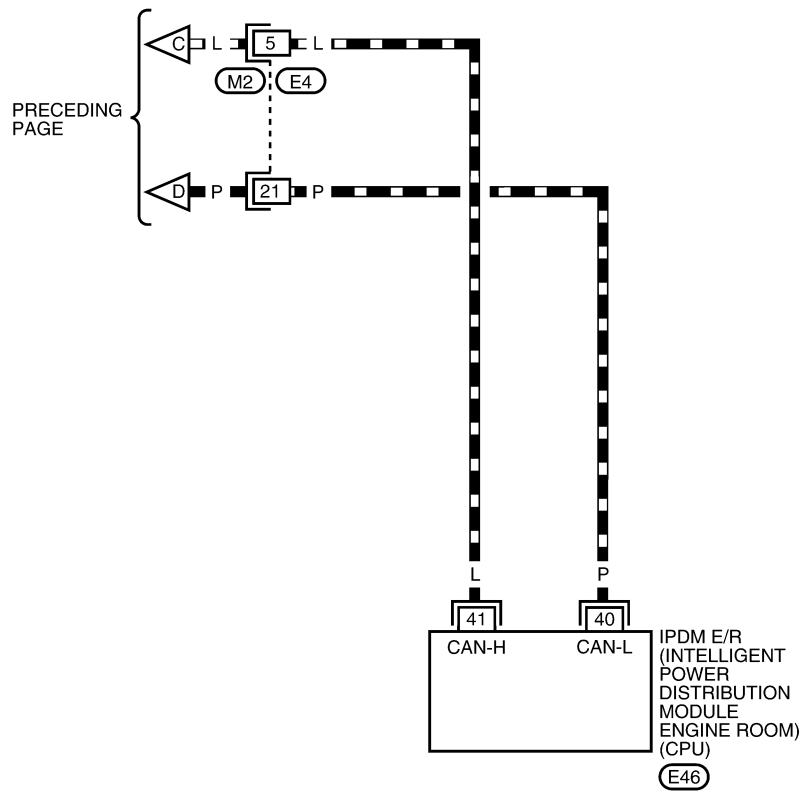 C L 5 L
M2 E4
PRECEDING
PAGE
D P 21 P
L P
41 40
CAN-H CAN-L
IPDM E/R
(INTELLIGENT
POWER
DISTRIBUTION
MODULE
ENGINE ROOM)
(CPU)
E46